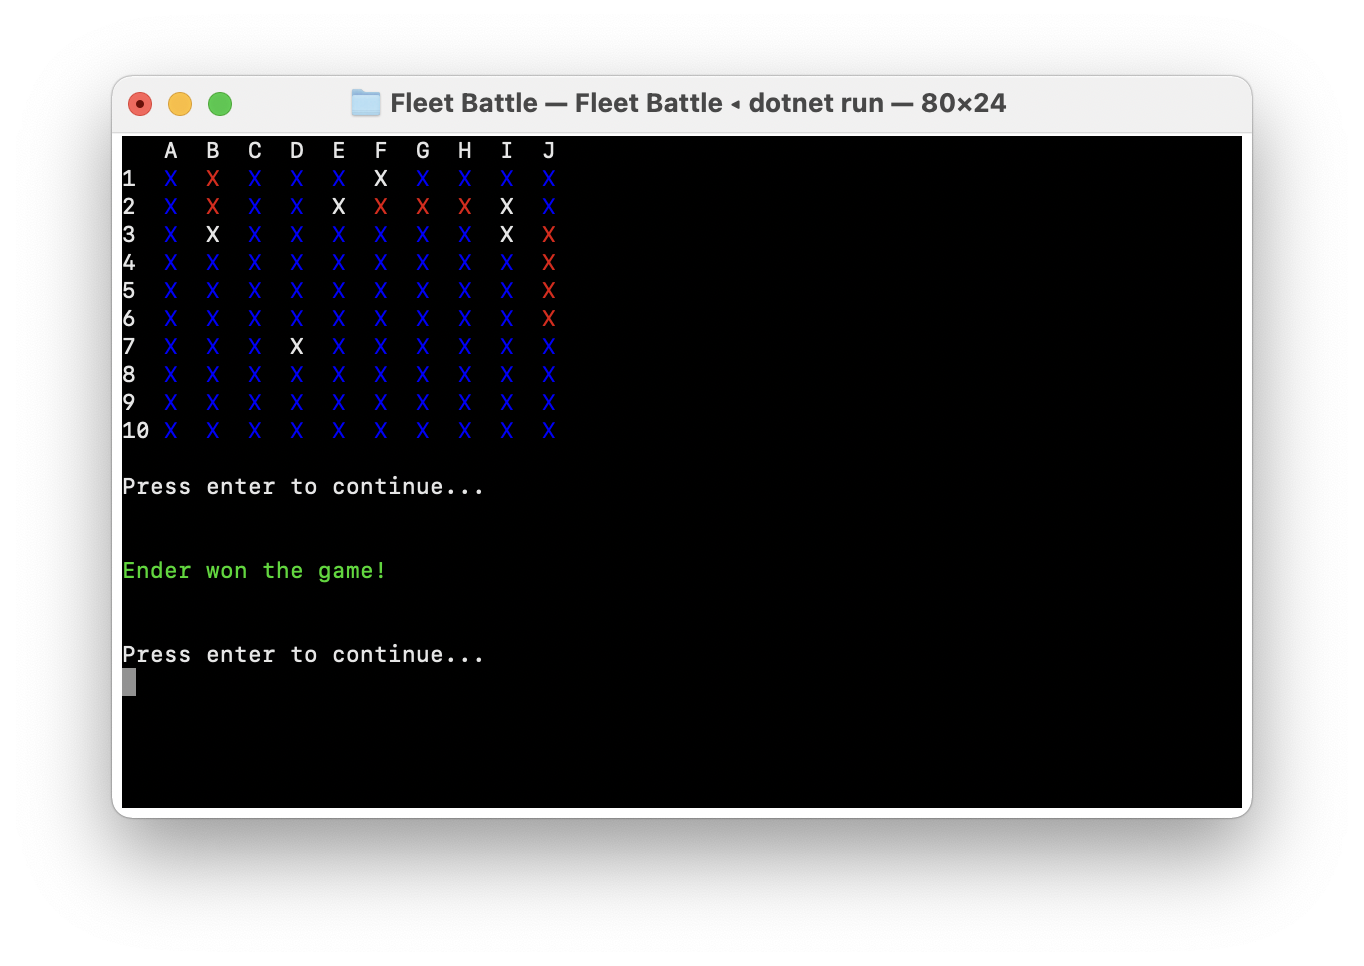 Fleet Battle — Fleet Battle ◂ dotnet run — 80×24
A B C D E F G H I J
1 X X X X X X X X X X
2 X X X X X X X X X X
3 X X X X X X X X X X
4 X X X X X X X X X X
5 X X X X X X X X X X
6 X X X X X X X X X X
7 X X X X X X X X X X
8 X X X X X X X X X X
9 X X X X X X X X X X
10 X X X X X X X X X X
Press enter to continue...
Ender won the game!
Press enter to continue...